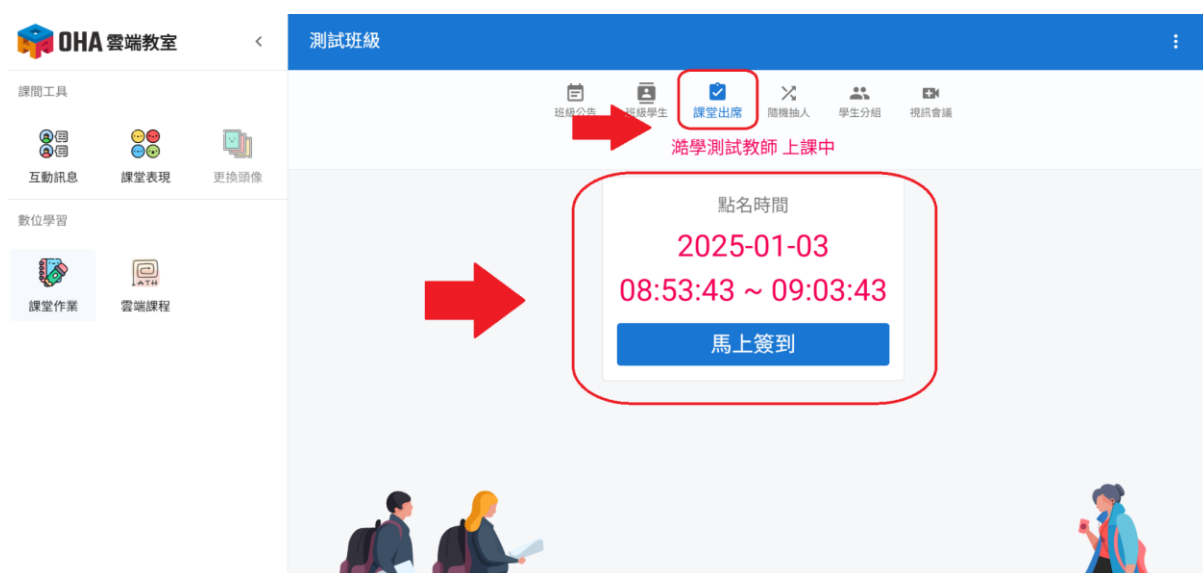 OHA 雲端教室
測試班級
課間工具
互動訊息
課堂表現
更換頭像
數位學習
課堂作業
ATH
雲端課程
班級公告
班級學生
課堂出席
隨機抽人
學生分組
視訊會議
澔學測試教師 上課中
點名時間
2025-01-03
08:53:43 ~ 09:03:43
馬上簽到